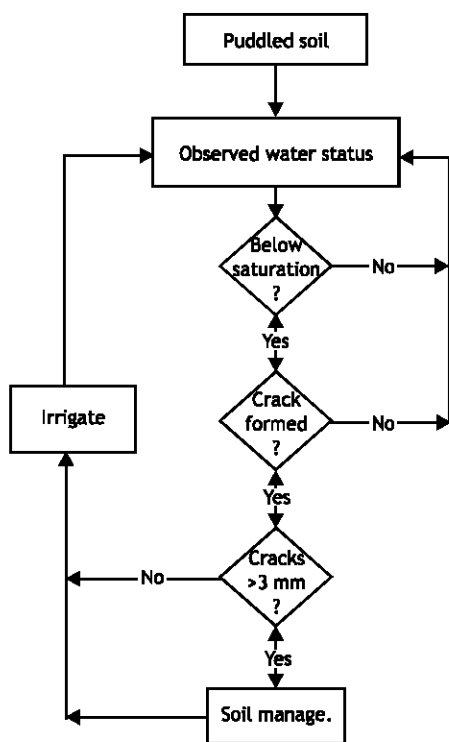 Puddled soil
Observed water status
Below
saturation
?
No
Yes
Irrigate
Crack
formed
?
No
Yes
Cracks
>3 mm
?
No
Yes
Soil manage.